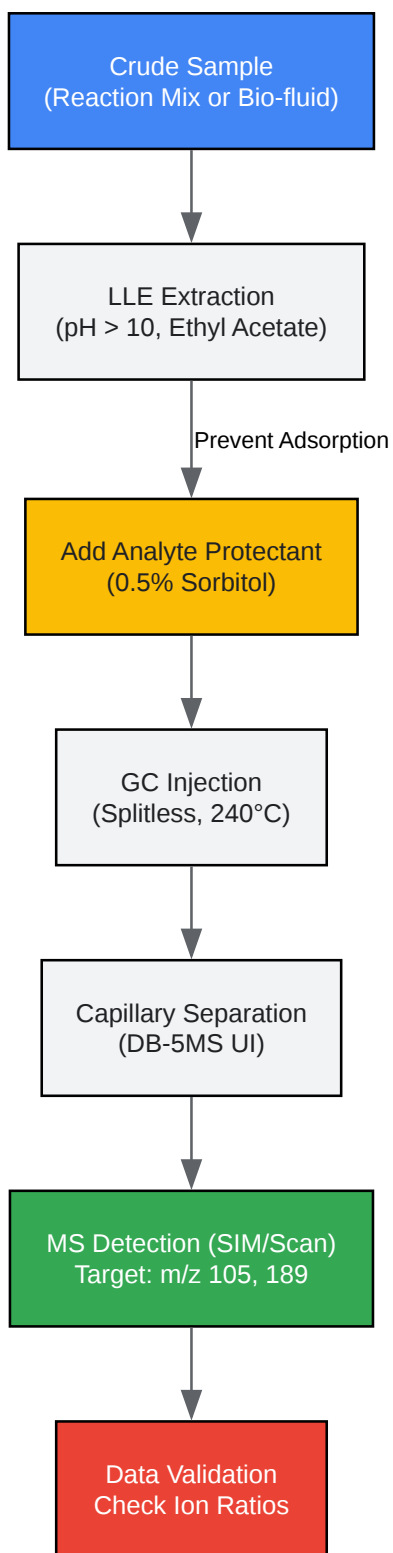 Crude Sample
(Reaction Mix or Bio-fluid)
LLE Extraction
(pH > 10, Ethyl Acetate)
Prevent Adsorption
Add Analyte Protectant
(0.5% Sorbitol)
GC Injection
(Splitless, 240°C)
Capillary Separation
(DB-5MS UI)
MS Detection (SIM/Scan)
Target: m/z 105, 189
Data Validation
Check Ion Ratios